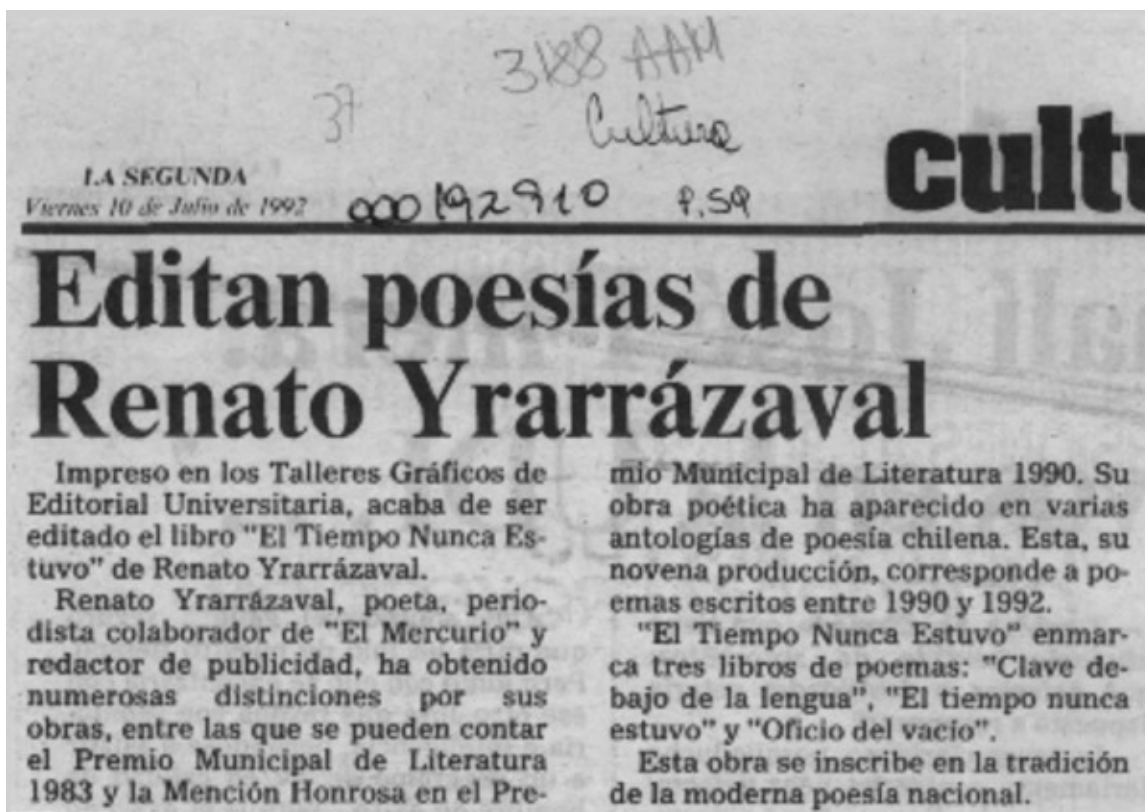 37
3188 AAM
Cultura
LA SEGUNDA
Viernes 10 de Julio de 1992
000192910 P.59
cultu
Editan poesías de
Renato Yrarrázaval
Impreso en los Talleres Gráficos de
Editorial Universitaria, acaba de ser
editado el libro "El Tiempo Nunca Es-
tuvo" de Renato Yrarrázaval.
Renato Yrarrázaval, poeta, perio-
dista colaborador de "El Mercurio" y
redactor de publicidad, ha obtenido
numerosas distinciones por sus
obras, entre las que se pueden contar
el Premio Municipal de Literatura
1983 y la Mención Honrosa en el Pre-
mio Municipal de Literatura 1990. Su
obra poética ha aparecido en varias
antologías de poesía chilena. Esta, su
novena producción, corresponde a po-
emas escritos entre 1990 y 1992.
"El Tiempo Nunca Estuvo" enmar-
ca tres libros de poemas: "Clave de-
bajo de la lengua", "El tiempo nunca
estuvo" y "Oficio del vacío".
Esta obra se inscribe en la tradición
de la moderna poesía nacional.